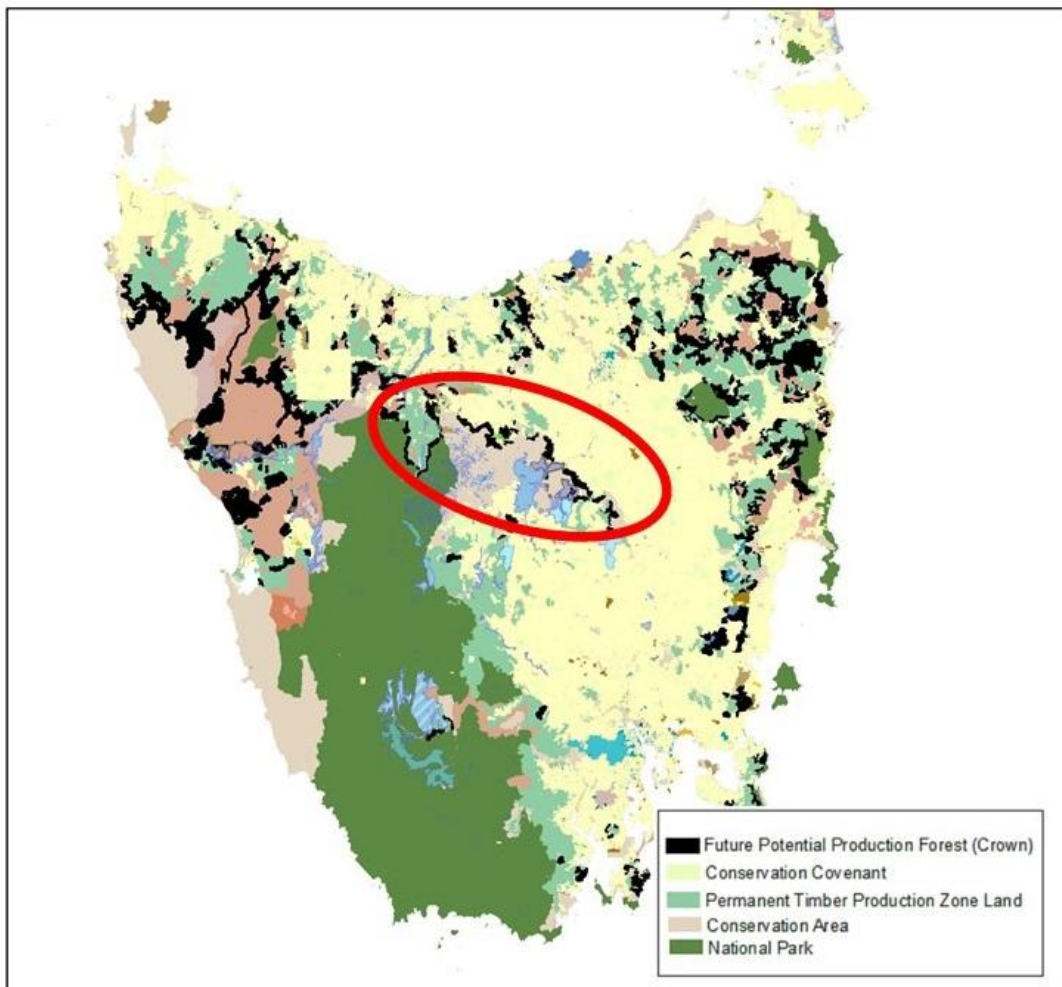 Future Potential Production Forest (Crown)
Conservation Covenant
Permanent Timber Production Zone Land
Conservation Area
National Park